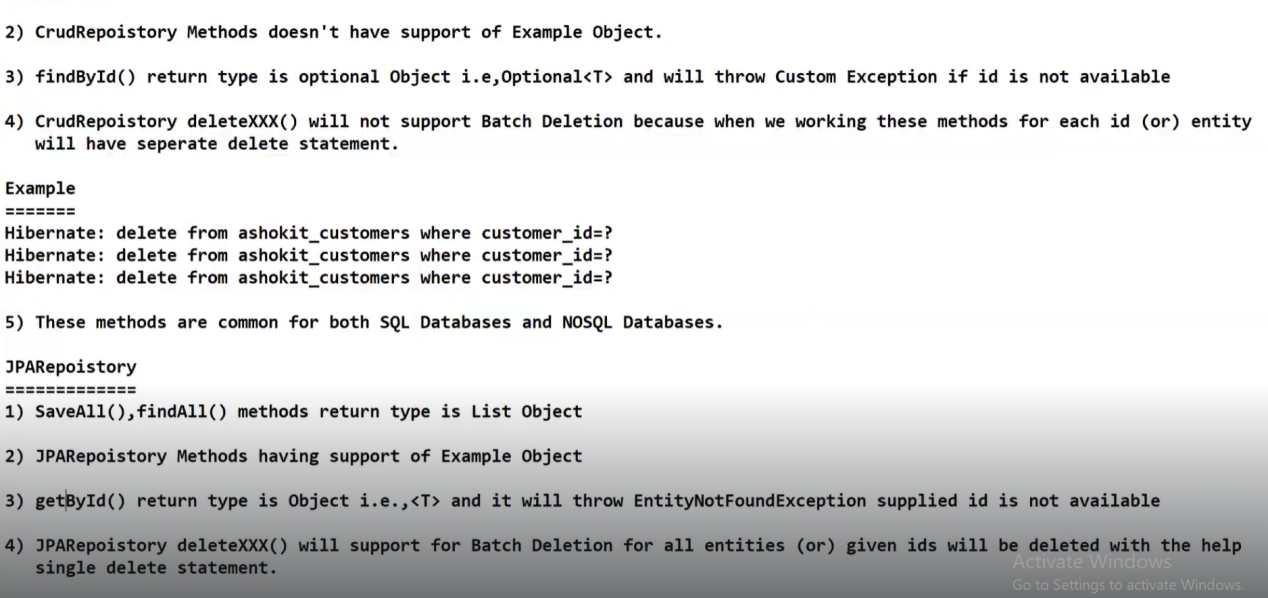 2) CrudRepoistory Methods doesn't have support of Example Object.
3) findById() return type is optional Object i.e,Optional<T> and will throw Custom Exception if id is not available
4) CrudRepoistory deleteXXX() will not support Batch Deletion because when we working these methods for each id (or) entity
will have seperate delete statement.
Example
=======
Hibernate: delete from ashokit_customers where customer_id=?
Hibernate: delete from ashokit_customers where customer_id=?
Hibernate: delete from ashokit_customers where customer_id=?
5) These methods are common for both SQL Databases and NOSQL Databases.
JPARepoistory
=============
1) SaveAll(),findAll() methods return type is List Object
2) JPARepoistory Methods having support of Example Object
3) getById() return type is Object i.e.,<T> and it will throw EntityNotFoundException supplied id is not available
4) JPARepoistory deleteXXX() will support for Batch Deletion for all entities (or) given ids will be deleted with the help
single delete statement.
Activate Windows
Go to Settings to activate Windows.